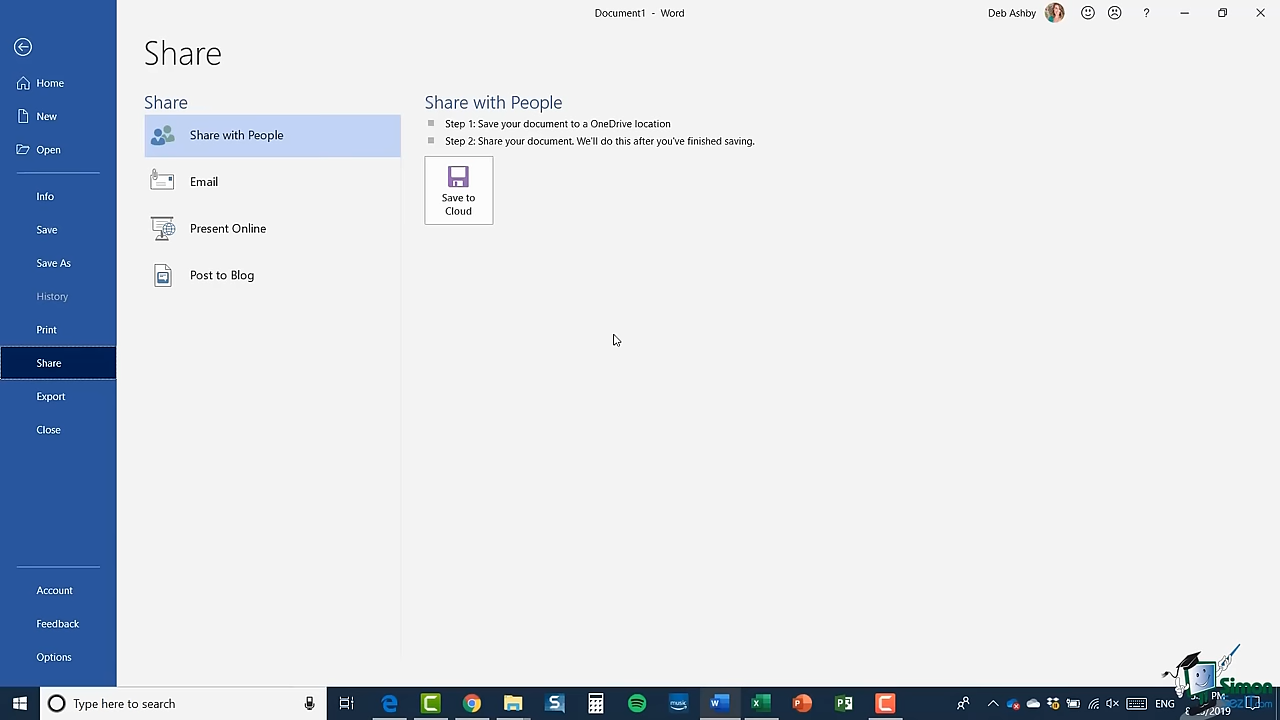 Document1 - Word
Deb Ashby
?
Share
Home
New
Open
Info
Save
Save As
History
Print
Share
Export
Close
Account
Feedback
Options
Share
Share with People
Email
Present Online
Post to Blog
Share with People
Step 1: Save your document to a OneDrive location
Step 2: Share your document. We'll do this after you've finished saving.
Save to
Cloud
Type here to search
music
ENG
Simon